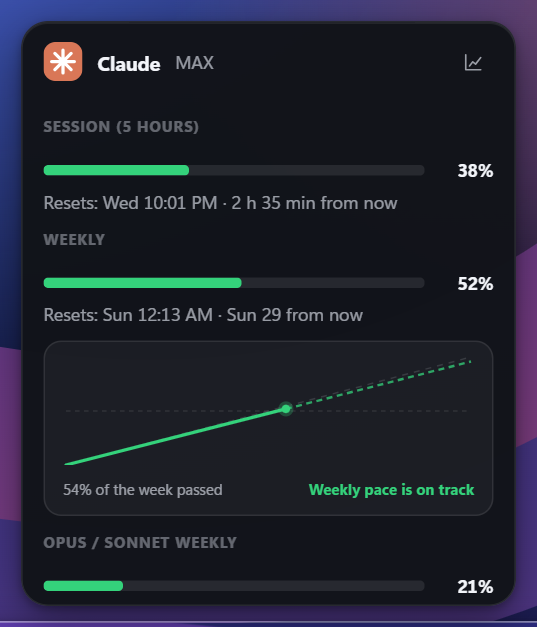 Claude MAX
SESSION (5 HOURS)
38%
Resets: Wed 10:01 PM · 2 h 35 min from now
WEEKLY
52%
Resets: Sun 12:13 AM · Sun 29 from now
54% of the week passed
Weekly pace is on track
OPUS / SONNET WEEKLY
21%